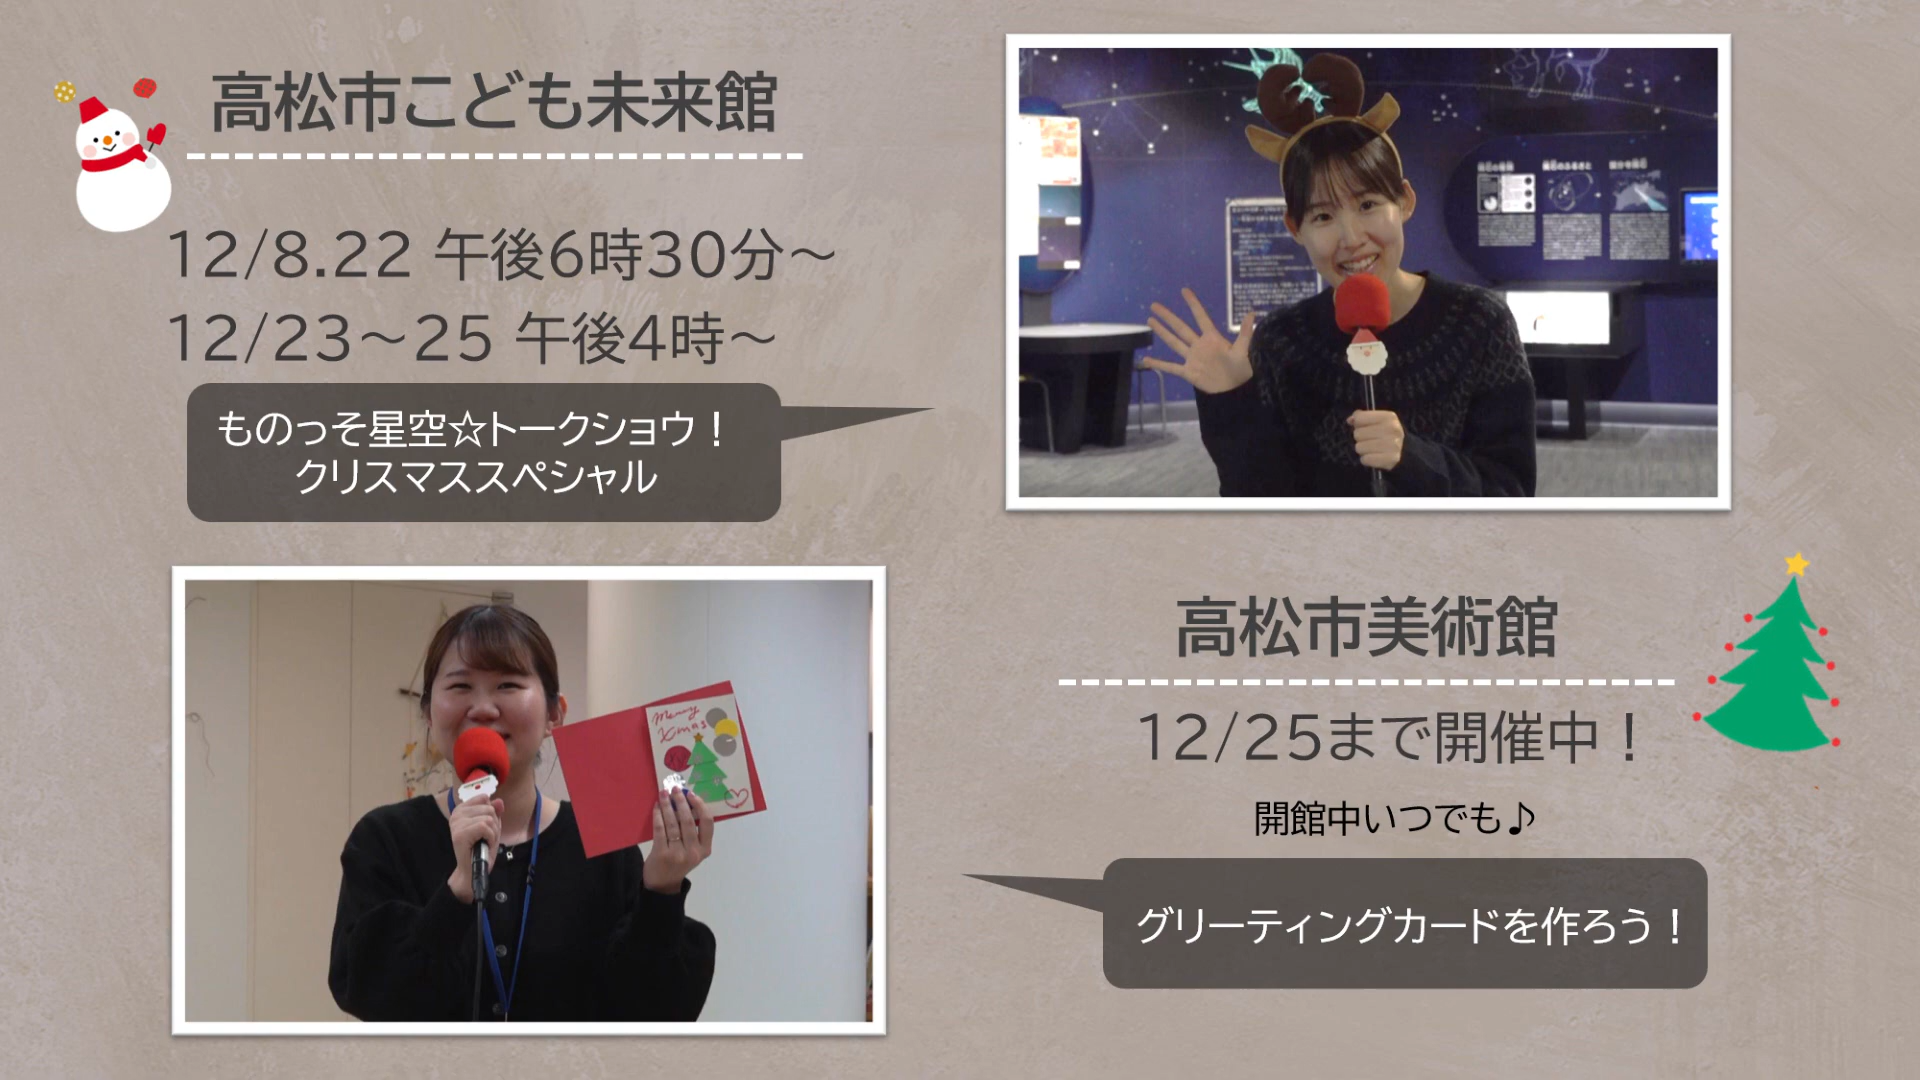 高松市こども未来館
12/8.22 午後6時30分～
12/23～25 午後4時～
ものっそ星空☆トークショウ！
クリスマススペシャル
高松市美術館
12/25まで開催中！
開館中いつでも♪
グリーティングカードを作ろう！
Merry
Xmas